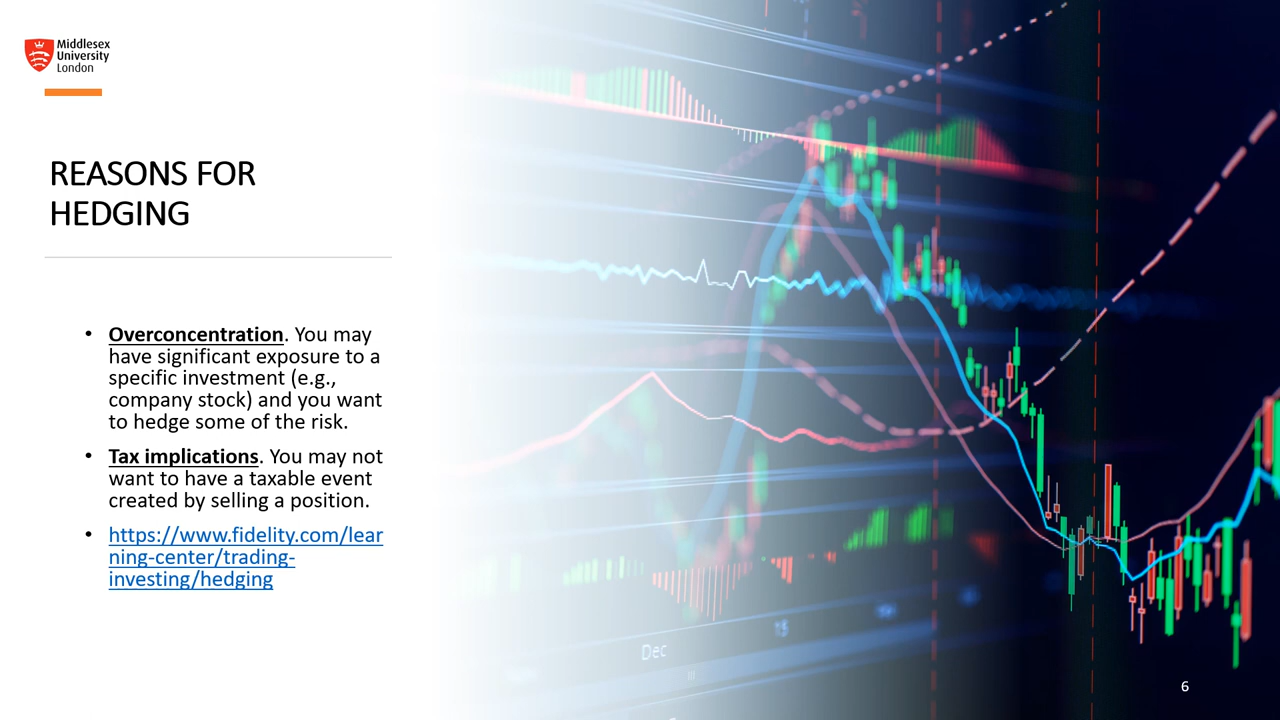 Middlesex
University
London
REASONS FOR
HEDGING
• Overconcentration. You may
have significant exposure to a
specific investment (e.g.,
company stock) and you want
to hedge some of the risk.
• Tax implications. You may not
want to have a taxable event
created by selling a position.
• https://www.fidelity.com/lear
ning-center/trading-
investing/hedging
Dec
15
6